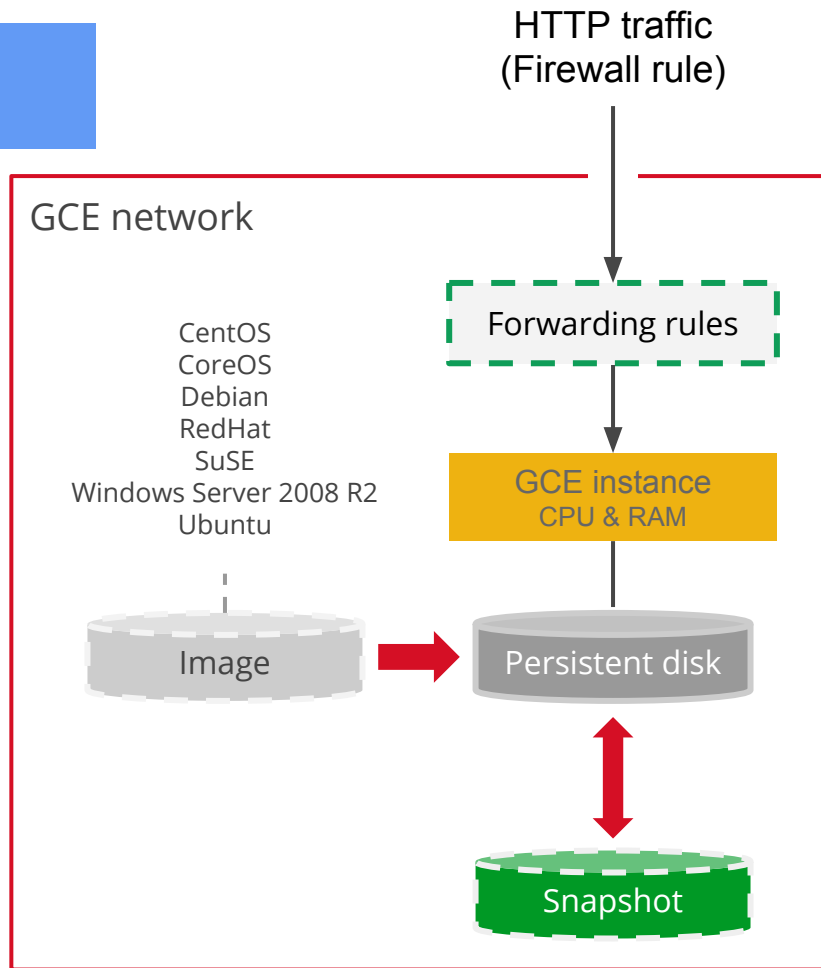 HTTP traffic
(Firewall rule)
GCE network
Forwarding rules
CentOS
CoreOS
Debian
RedHat
SuSE
Windows Server 2008 R2
Ubuntu
GCE instance
CPU & RAM
Image
Persistent disk
Snapshot